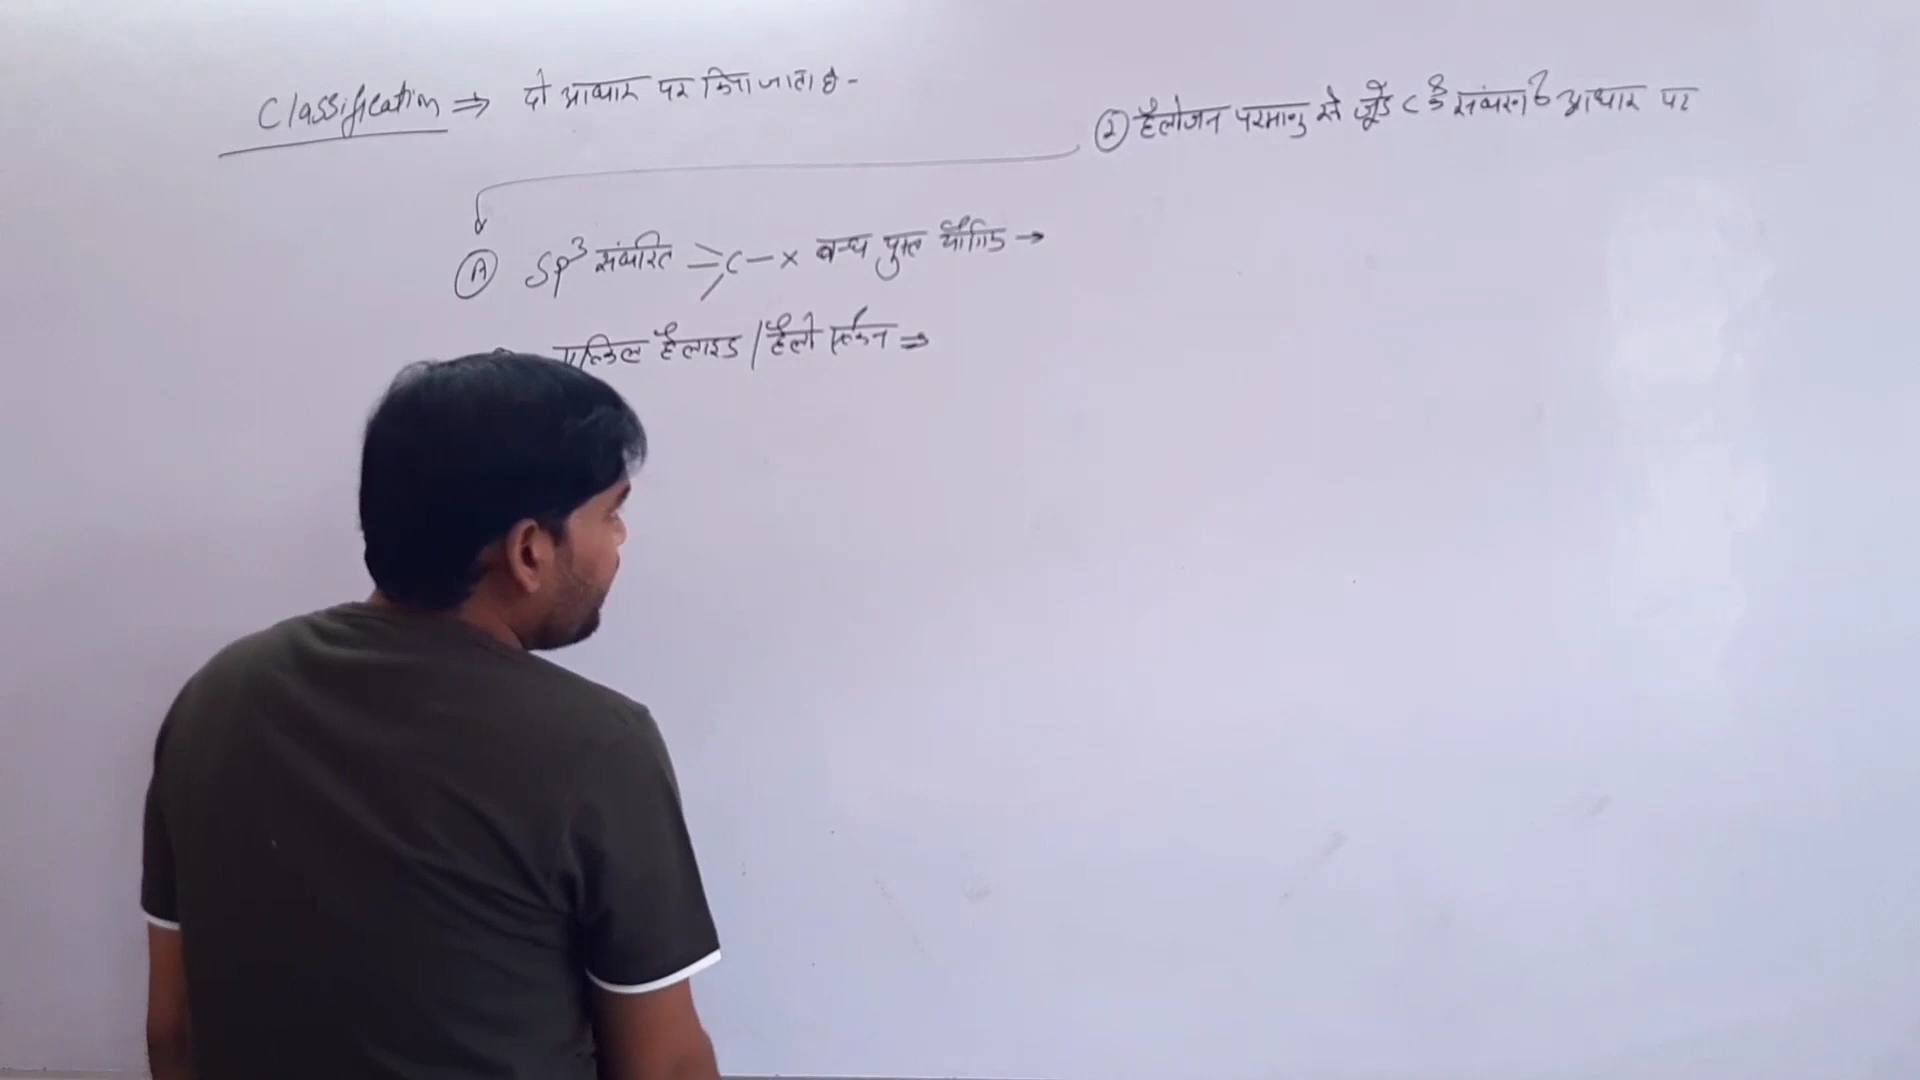 Classification ⇒ दो आधार पर किया जाता है -
② हैलोजन परमाणु से जुड़े C के संकरण के आधार पर
Ⓐ SP³ संकरित ⩾C-X बन्ध युक्त यौगिक →
एल्किल हैलाइड / हैलो एल्केन ⇒